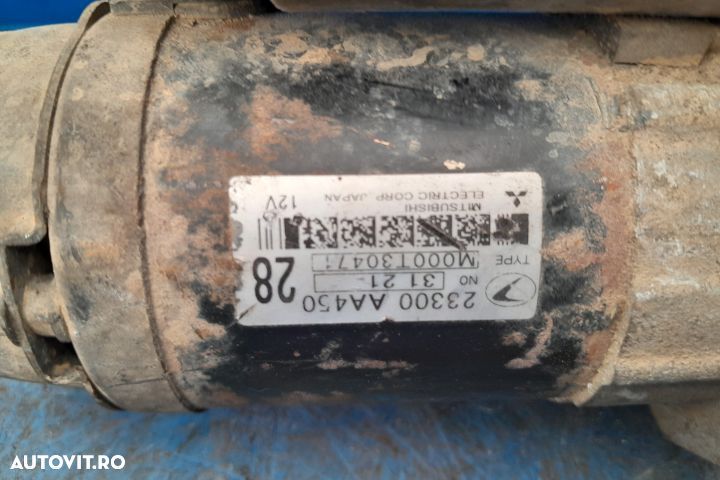 23300 AA450
NO 31 21
28
TYPE M000T30471
12V
MITSUBISHI
ELECTRIC CORP. JAPAN
AUTOVIT.RO